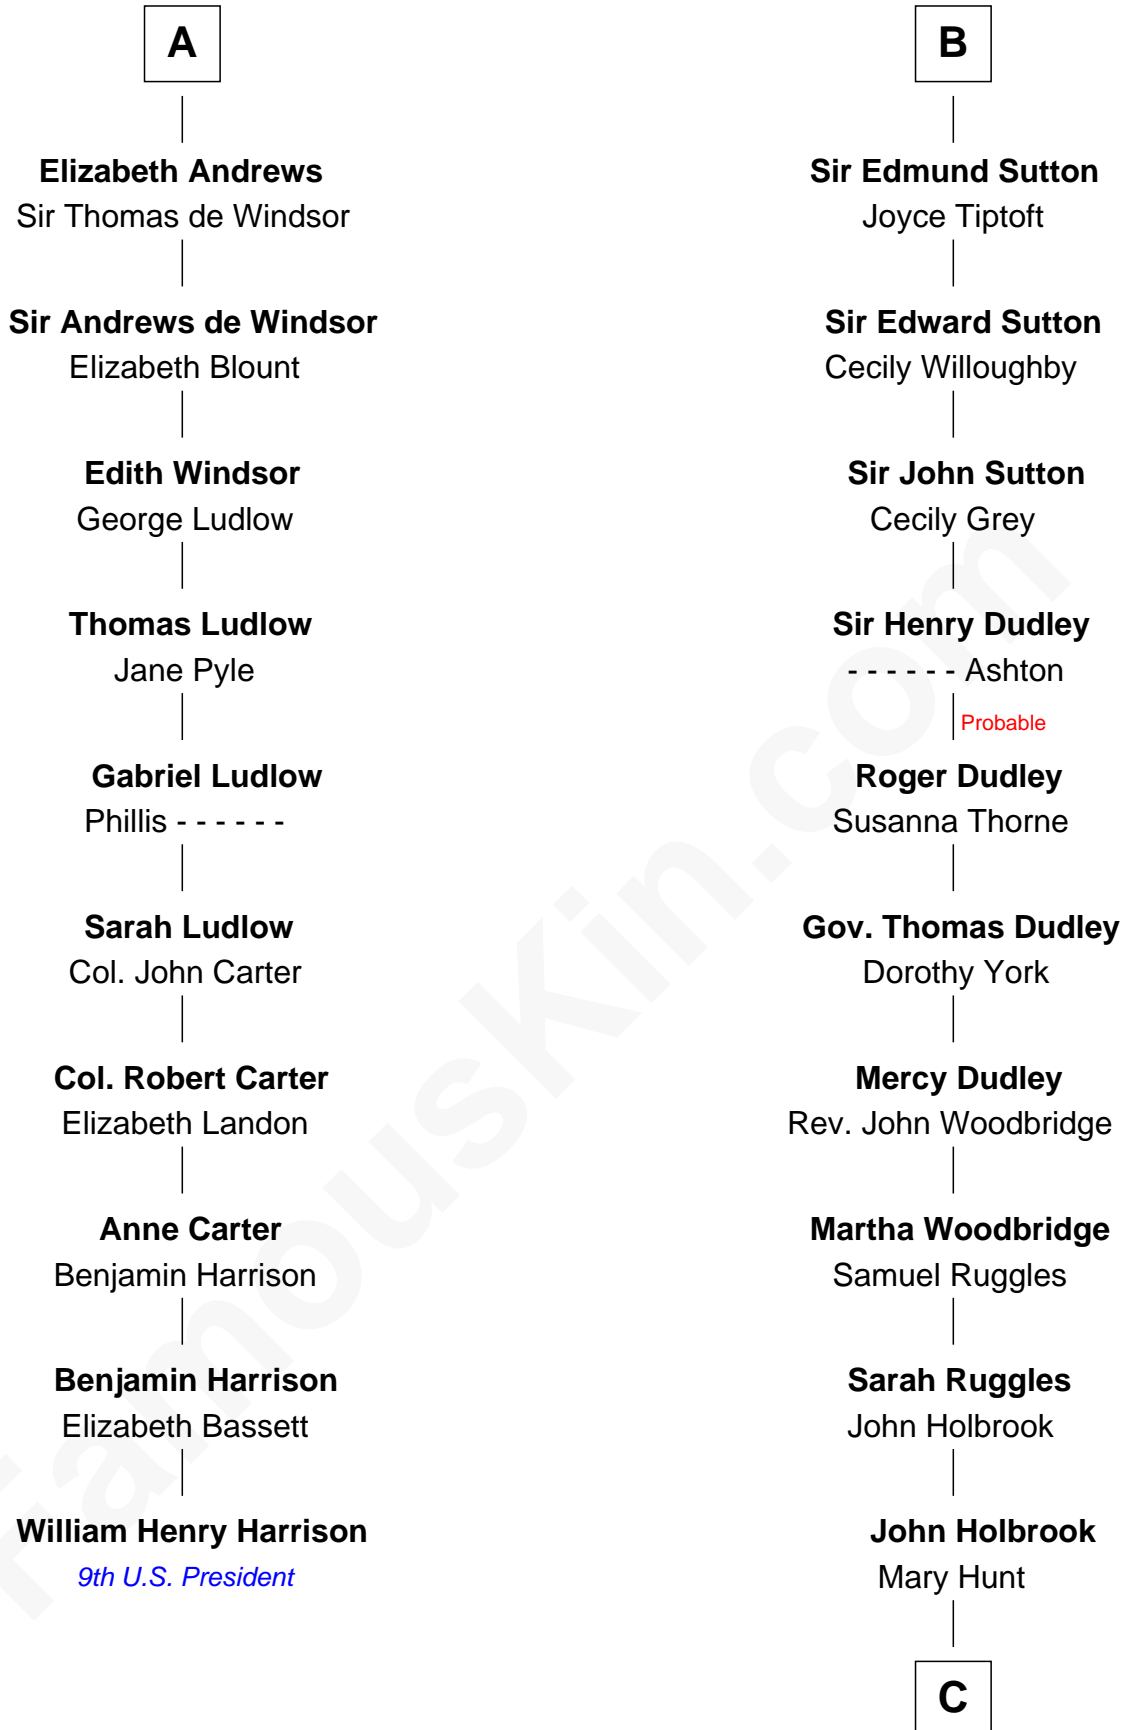 A
Elizabeth Andrews
Sir Thomas de Windsor
Sir Andrews de Windsor
Elizabeth Blount
Edith Windsor
George Ludlow
Thomas Ludlow
Jane Pyle
Gabriel Ludlow
Phillis - - - - - -
Sarah Ludlow
Col. John Carter
Col. Robert Carter
Elizabeth Landon
Anne Carter
Benjamin Harrison
Benjamin Harrison
Elizabeth Bassett
William Henry Harrison
9th U.S. President
B
Sir Edmund Sutton
Joyce Tiptoft
Sir Edward Sutton
Cecily Willoughby
Sir John Sutton
Cecily Grey
Sir Henry Dudley
- - - - - - Ashton
Probable
Roger Dudley
Susanna Thorne
Gov. Thomas Dudley
Dorothy York
Mercy Dudley
Rev. John Woodbridge
Martha Woodbridge
Samuel Ruggles
Sarah Ruggles
John Holbrook
John Holbrook
Mary Hunt
C
FamousKin.com